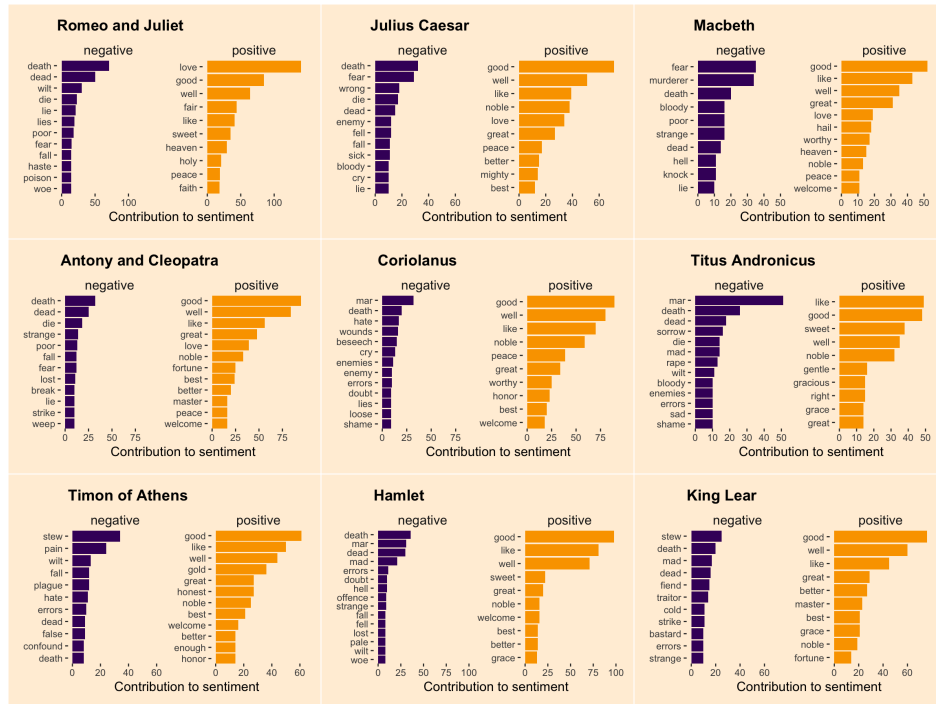 Romeo and Juliet
negative
death
dead
wilt
die
lie
lies
poor
fear
fall
haste
poison
woe
0 50 100
positive
love
good
well
fair
like
sweet
heaven
holy
peace
faith
0 50 100
Contribution to sentiment
Julius Caesar
negative
death
fear
wrong
die
dead
enemy
fell
fall
sick
bloody
cry
lie
0 20 40 60
positive
good
well
like
noble
love
great
peace
better
mighty
best
0 20 40 60
Contribution to sentiment
Macbeth
negative
fear
murderer
death
bloody
poor
strange
dead
hell
knock
lie
0 10 20 30 40 50
positive
good
like
well
great
love
hail
worthy
heaven
noble
peace
welcome
0 10 20 30 40 50
Contribution to sentiment
Antony and Cleopatra
negative
death
dead
die
strange
poor
fall
fear
lost
break
lie
strike
weep
0 25 50 75
positive
good
well
like
great
love
noble
fortune
best
better
master
peace
welcome
0 25 50 75
Contribution to sentiment
Coriolanus
negative
mar
death
hate
wounds
beseech
cry
enemies
enemy
errors
doubt
lies
loose
shame
0 25 50 75
positive
good
well
like
noble
peace
great
worthy
honor
best
welcome
0 25 50 75
Contribution to sentiment
Titus Andronicus
negative
mar
death
dead
sorrow
die
mad
rape
wilt
bloody
enemies
errors
sad
shame
0 10 20 30 40 50
positive
like
good
sweet
well
noble
gentle
gracious
right
grace
great
0 10 20 30 40 50
Contribution to sentiment
Timon of Athens
negative
stew
pain
wilt
fall
plague
hate
errors
dead
false
confound
death
0 20 40 60
positive
good
like
well
gold
great
honest
noble
best
welcome
better
enough
honor
0 20 40 60
Contribution to sentiment
Hamlet
negative
death
mar
dead
mad
errors
doubt
hell
offence
strange
fall
fell
lost
pale
wilt
woe
0 25 50 75 100
positive
good
like
well
sweet
great
noble
welcome
best
better
grace
0 25 50 75 100
Contribution to sentiment
King Lear
negative
stew
death
mad
dead
fiend
traitor
cold
strike
bastard
errors
strange
0 20 40 60
positive
good
well
like
great
better
master
best
grace
noble
fortune
0 20 40 60
Contribution to sentiment